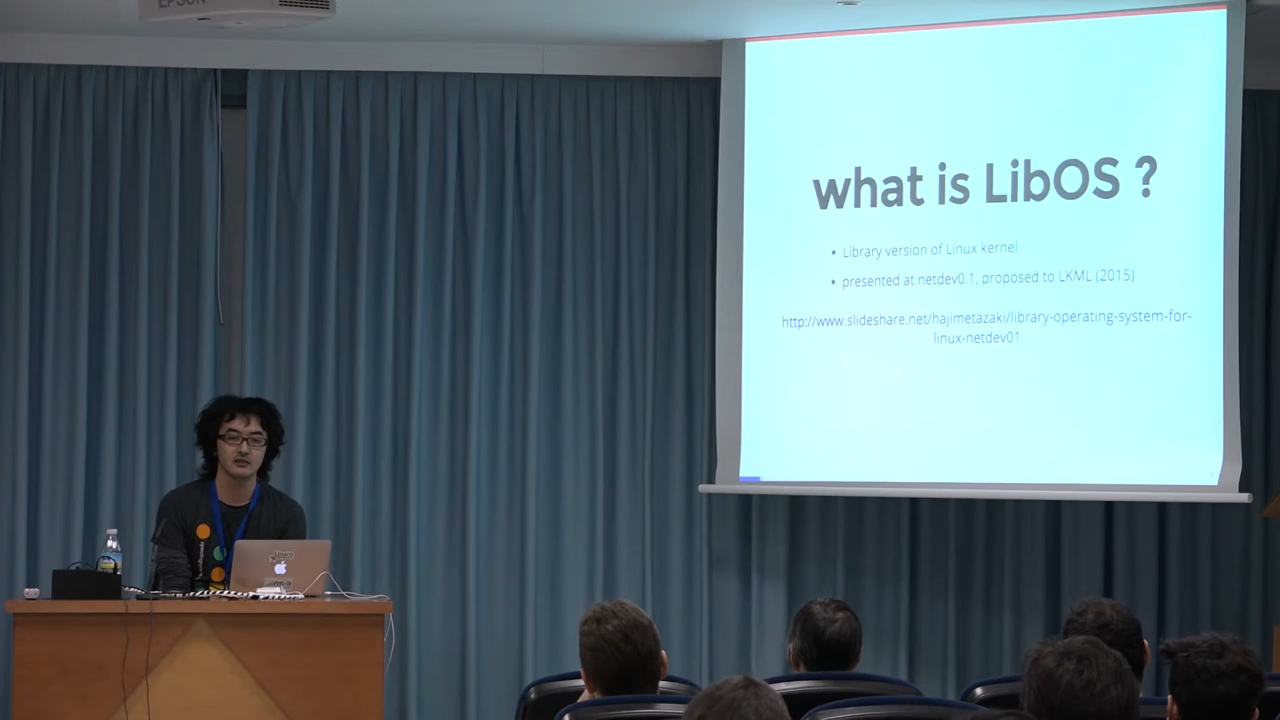 EPSON
what is LibOS ?
• Library version of Linux kernel
• presented at netdev0.1, proposed to LKML (2015)
http://www.slideshare.net/hajimetazaki/library-operating-system-for-
linux-netdev01